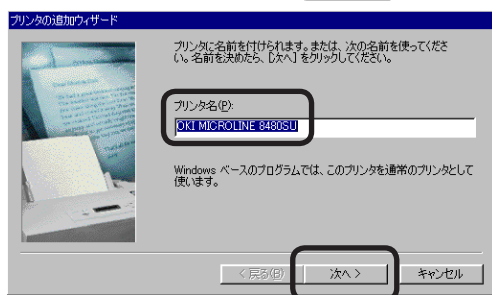 プリンタの追加ウィザード
プリンタに名前を付けられます。または、次の名前を使ってくださ
い。名前を決めたら、[次へ] をクリックしてください。
プリンタ名(P):
OKI MICROLINE 8480SU
Windows ベースのプログラムでは、このプリンタを通常のプリンタとして
使います。
< 戻る(B)
次へ >
キャンセル